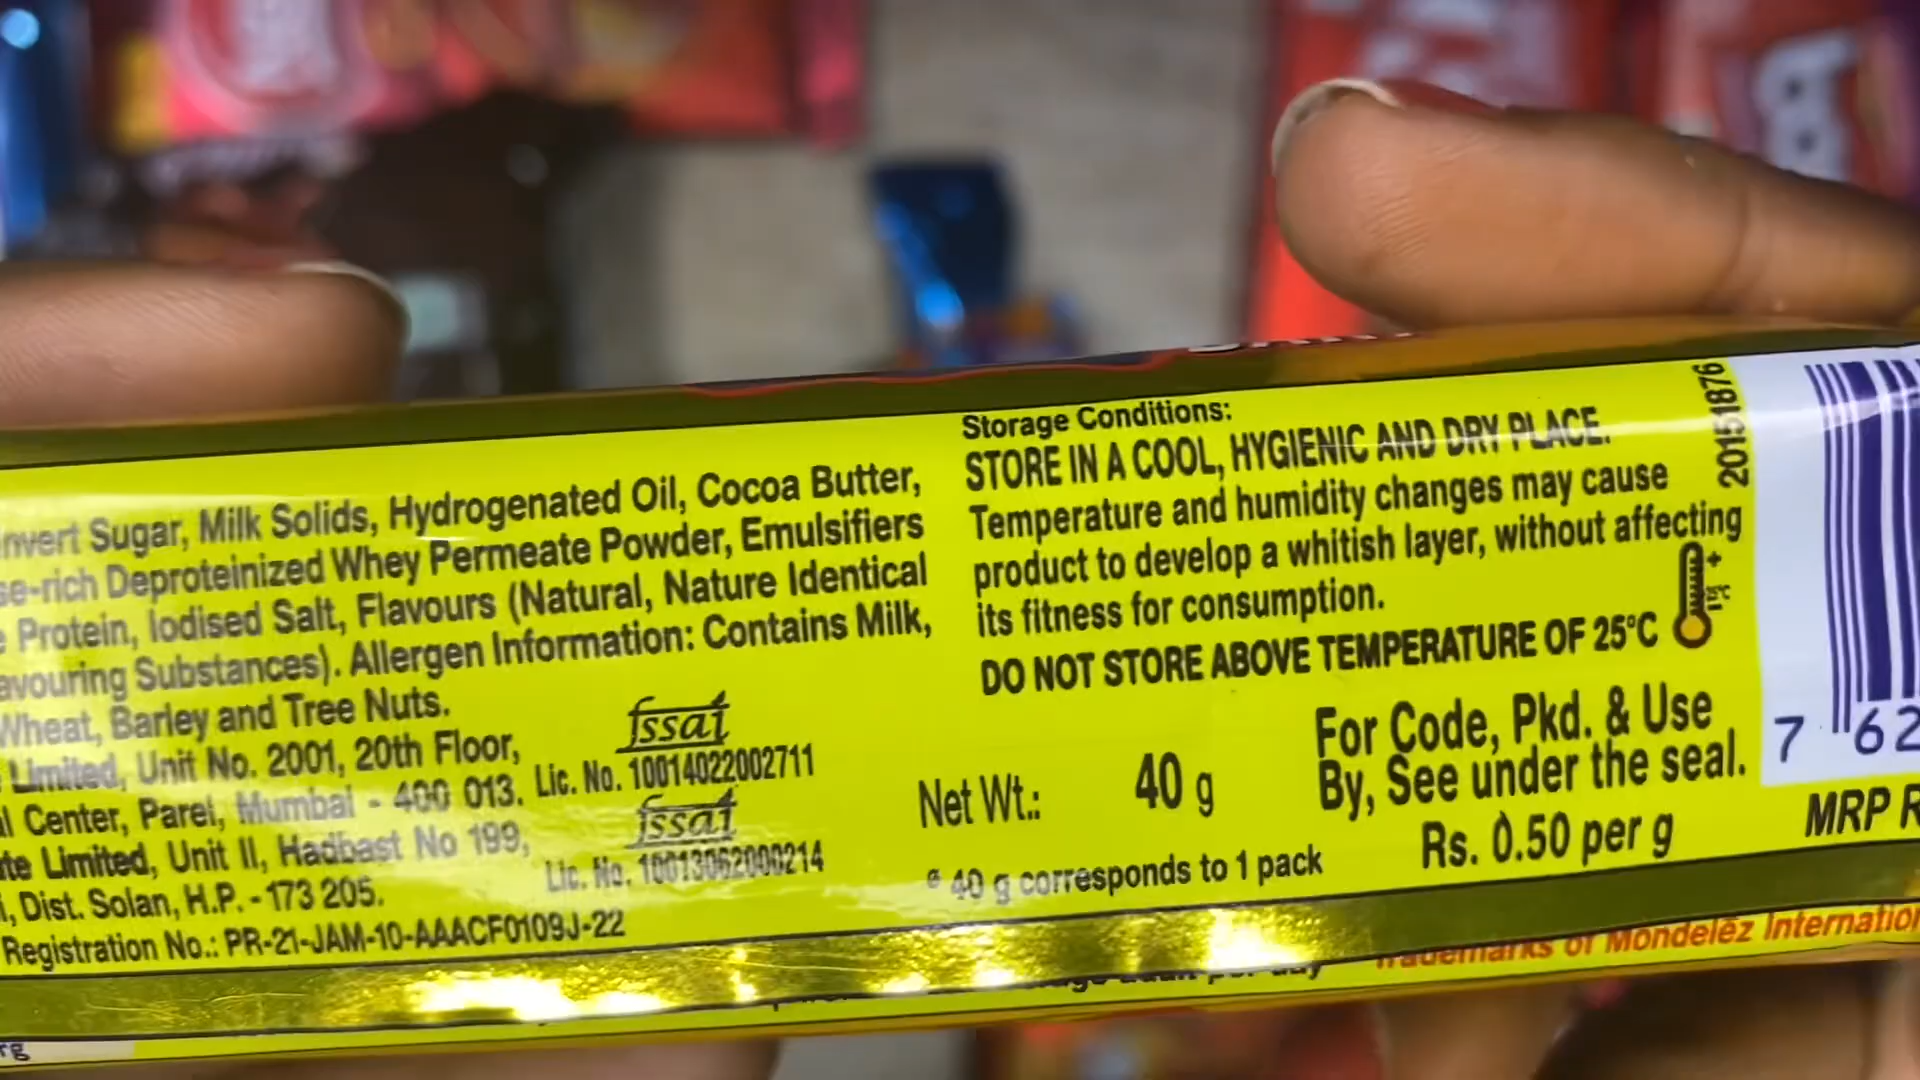 nvert Sugar, Milk Solids, Hydrogenated Oil, Cocoa Butter,
se-rich Deproteinized Whey Permeate Powder, Emulsifiers
Protein, Iodised Salt, Flavours (Natural, Nature Identical
avouring Substances). Allergen Information: Contains Milk,
Wheat, Barley and Tree Nuts.
Limited, Unit No. 2001, 20th Floor,
l Center, Parel, Mumbai - 400 013.
te Limited, Unit II, Hadbast No 199,
, Dist. Solan, H.P. - 173 205.
Registration No.: PR-21-JAM-10-AAACF0109J-22
fssai
Lic. No. 10014022002711
fssai
Lic. No. 10013062000214
Storage Conditions:
STORE IN A COOL, HYGIENIC AND DRY PLACE.
Temperature and humidity changes may cause
product to develop a whitish layer, without affecting
its fitness for consumption.
DO NOT STORE ABOVE TEMPERATURE OF 25°C
Net Wt.: 40 g
40 g corresponds to 1 pack
For Code, Pkd. & Use
By, See under the seal.
Rs. 0.50 per g
20151876
7 62
MRP R
Trademarks of Mondelēz Internation
rg